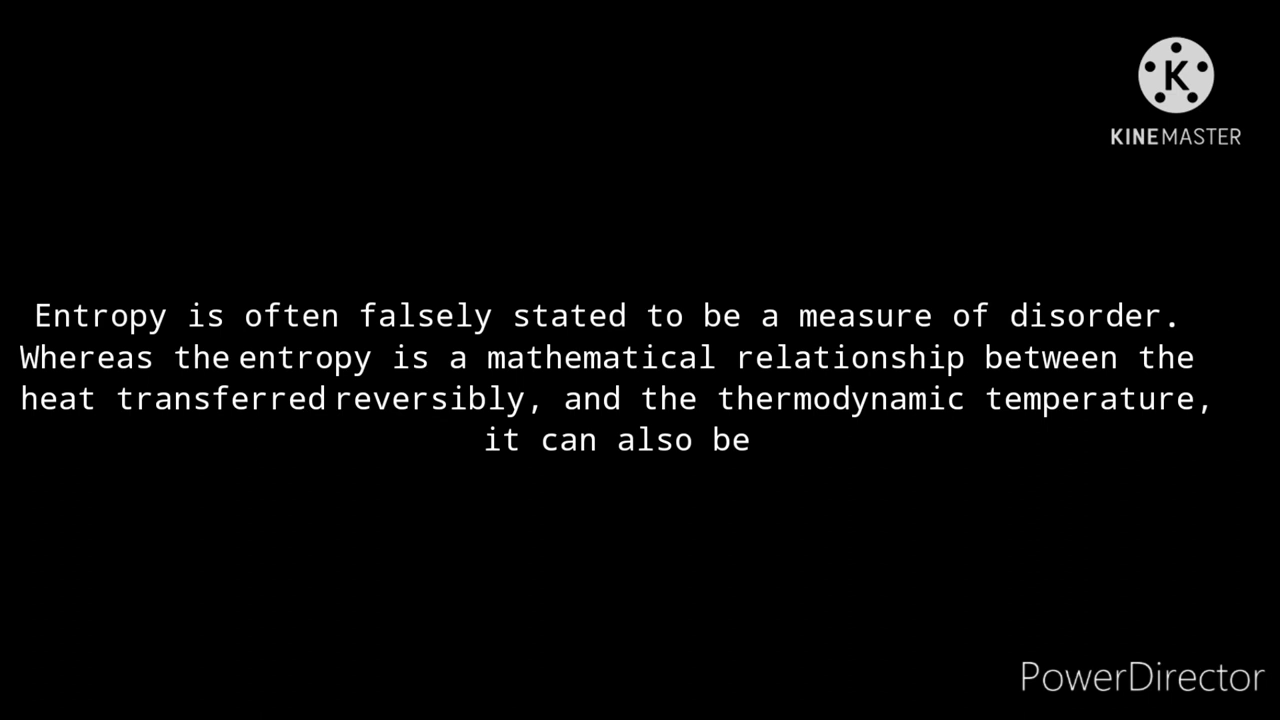 K
KINEMASTER
Entropy is often falsely stated to be a measure of disorder.
Whereas the entropy is a mathematical relationship between the
heat transferred reversibly, and the thermodynamic temperature,
it can also be
PowerDirector